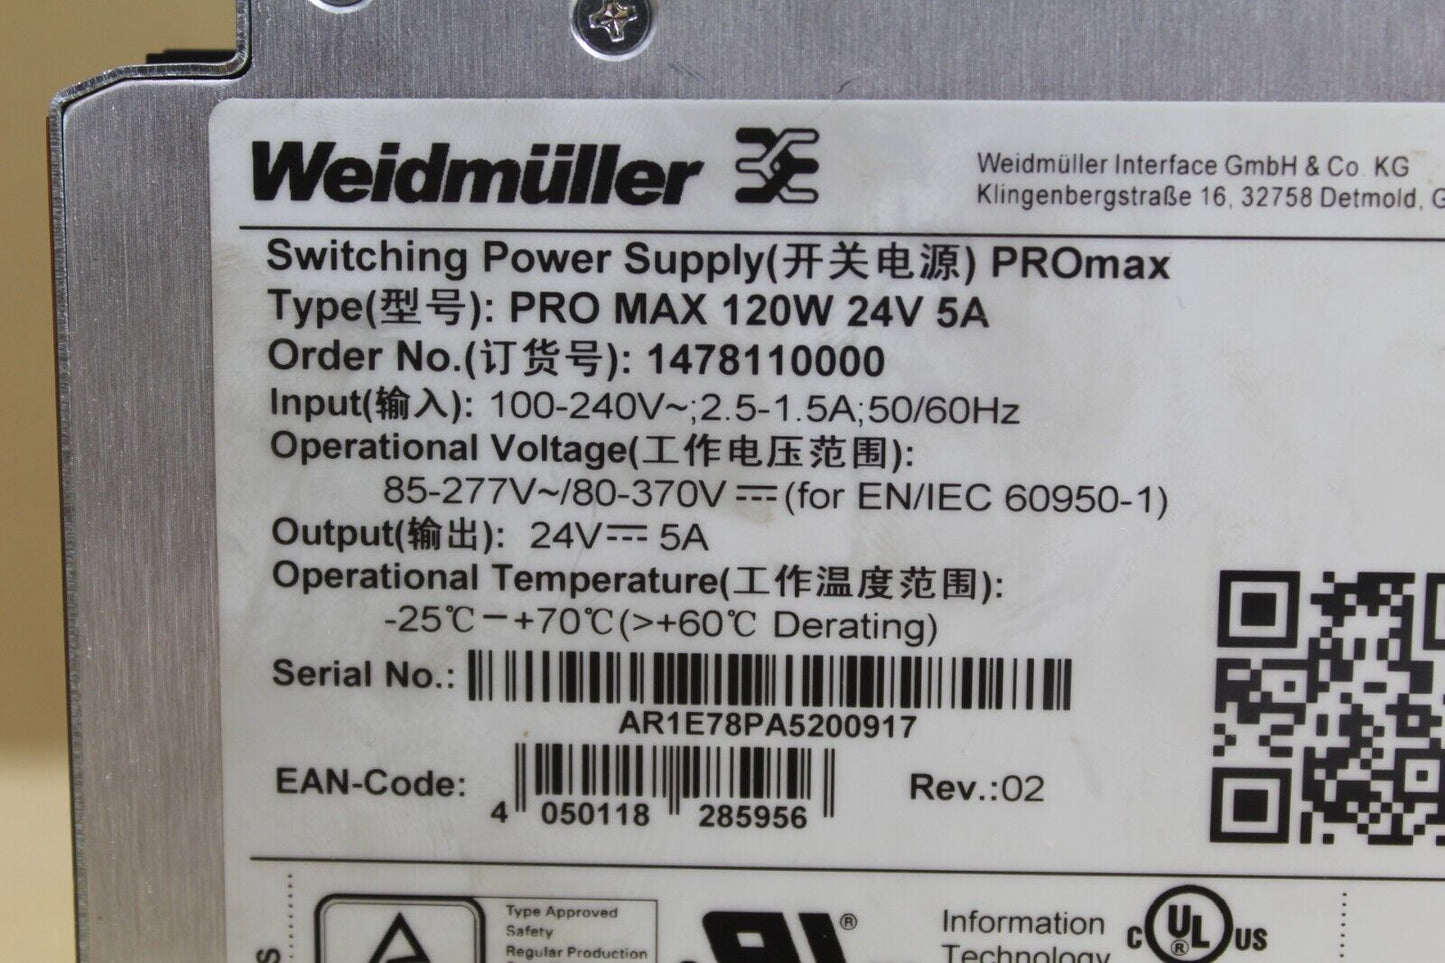 Weidmüller
Weidmüller Interface GmbH & Co. KG
Klingenbergstraße 16, 32758 Detmold,
Switching Power Supply(开关电源) PROmax
Type(型号): PRO MAX 120W 24V 5A
Order No.(订货号): 1478110000
Input(输入): 100-240V~;2.5-1.5A;50/60Hz
Operational Voltage(工作电压范围):
85-277V~/80-370V⎓(for EN/IEC 60950-1)
Output(输出): 24V⎓ 5A
Operational Temperature(工作温度范围):
-25℃－+70℃(>+60℃ Derating)
Serial No.:
AR1E78PA5200917
EAN-Code:
4 050118 285956
Rev.:02
Type Approved
Safety
Regular Production
Information
Technology
c UL ® US
®